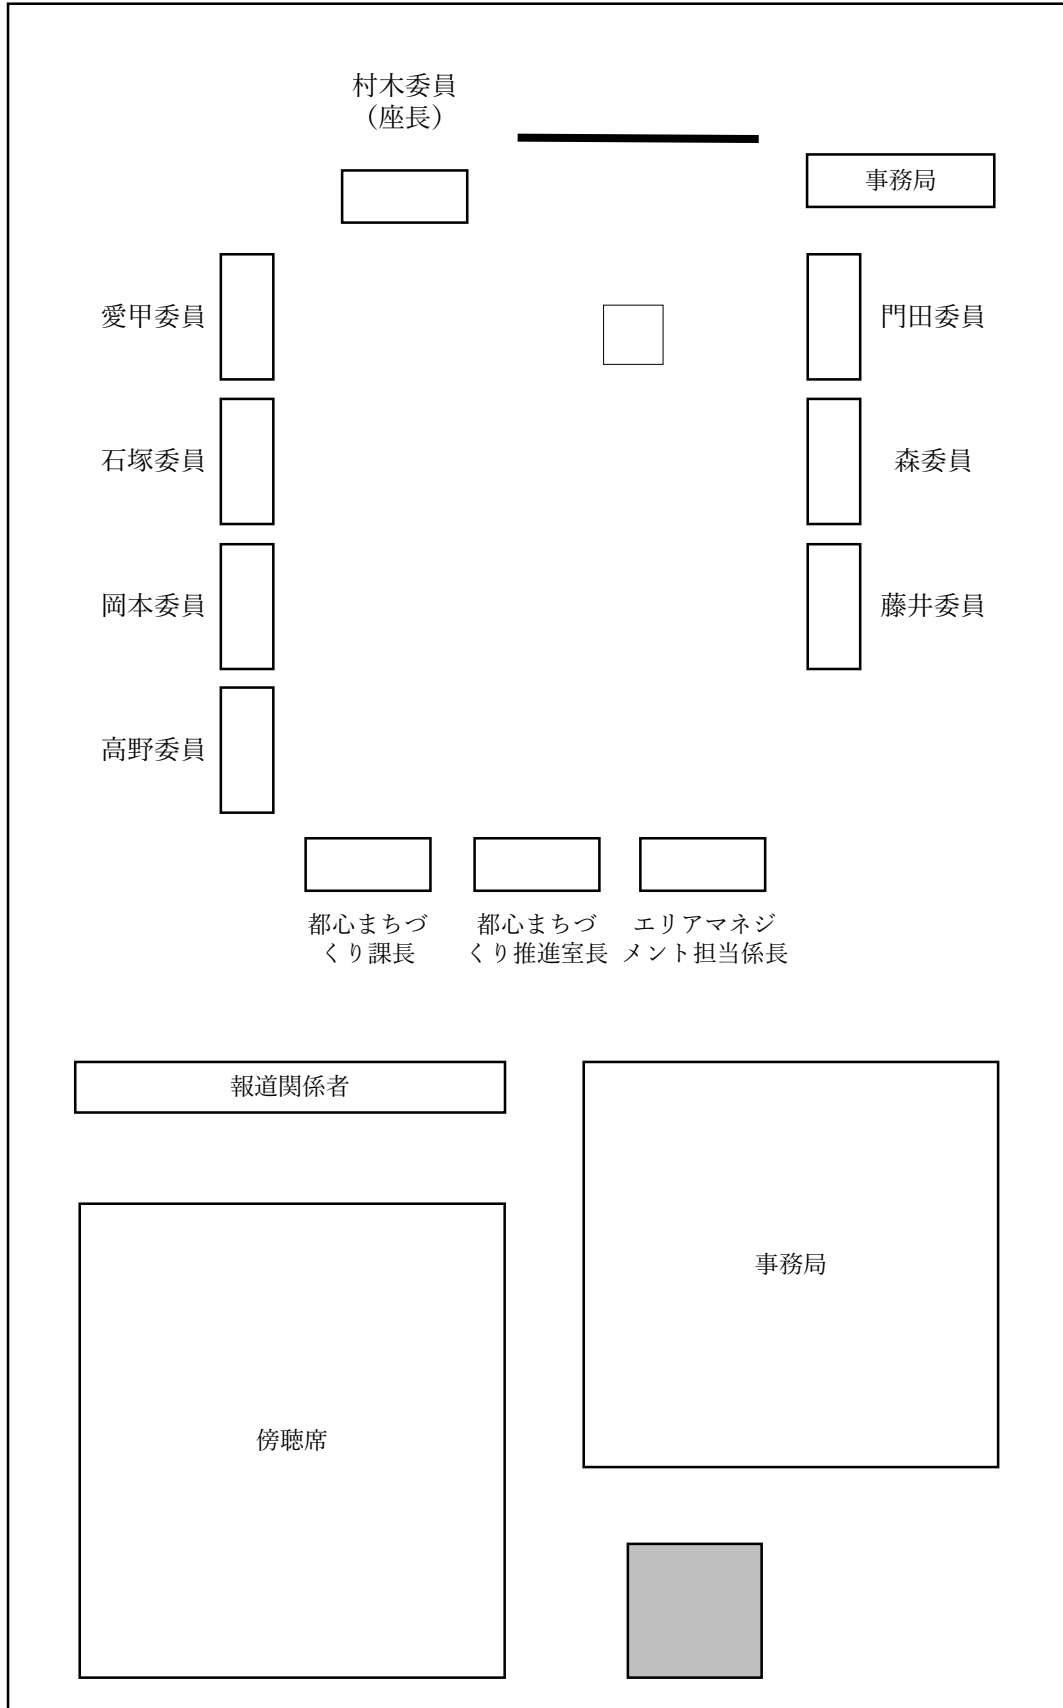 村木委員
（座長）
事務局
愛甲委員
門田委員
石塚委員
森委員
岡本委員
藤井委員
高野委員
都心まちづ
くり課長
都心まちづ
くり推進室長
エリアマネジ
メント担当係長
報道関係者
事務局
傍聴席